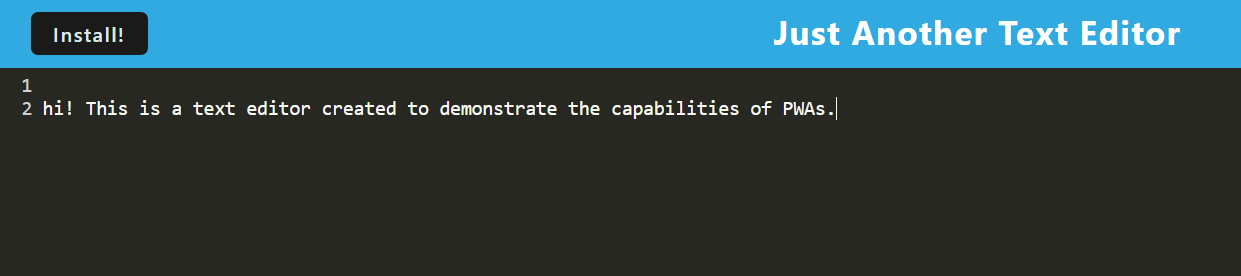 Install!
Just Another Text Editor
1
2 hi! This is a text editor created to demonstrate the capabilities of PWAs.